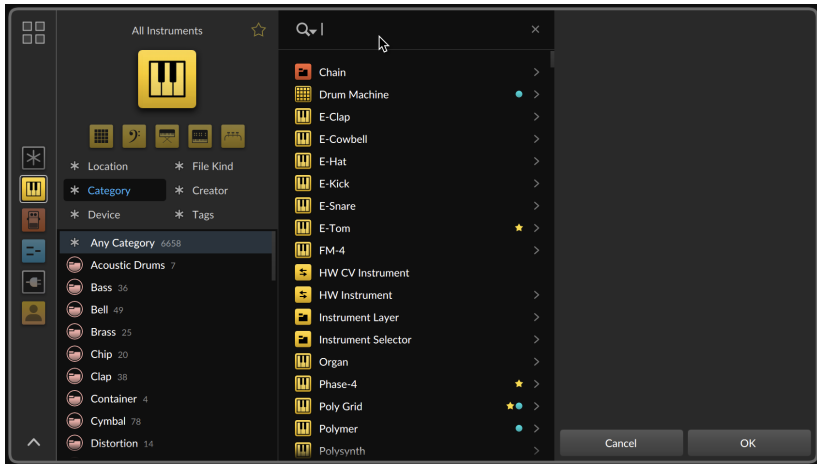 All Instruments
Location
File Kind
Category
Creator
Device
Tags
Any Category 6658
Acoustic Drums 7
Bass 36
Bell 49
Brass 25
Chip 20
Clap 38
Container 4
Cymbal 78
Distortion 14
Chain
Drum Machine
E-Clap
E-Cowbell
E-Hat
E-Kick
E-Snare
E-Tom
FM-4
HW CV Instrument
HW Instrument
Instrument Layer
Instrument Selector
Organ
Phase-4
Poly Grid
Polymer
Polysynth
Cancel
OK